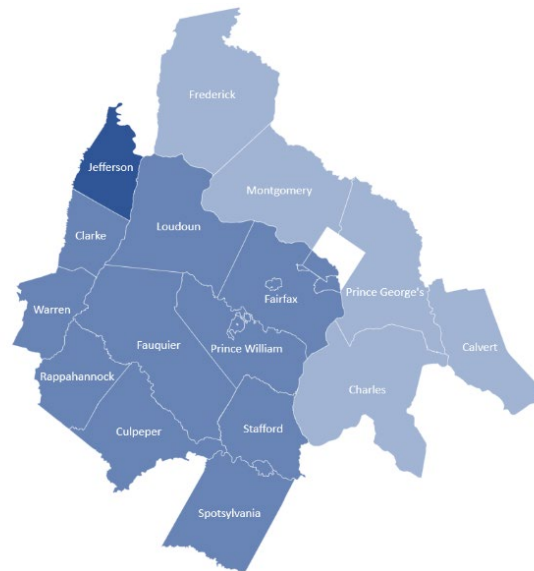 Frederick
Jefferson
Montgomery
Loudoun
Clarke
Prince George's
Fairfax
Warren
Calvert
Prince William
Fauquier
Rappahannock
Charles
Stafford
Culpeper
Spotsylvania